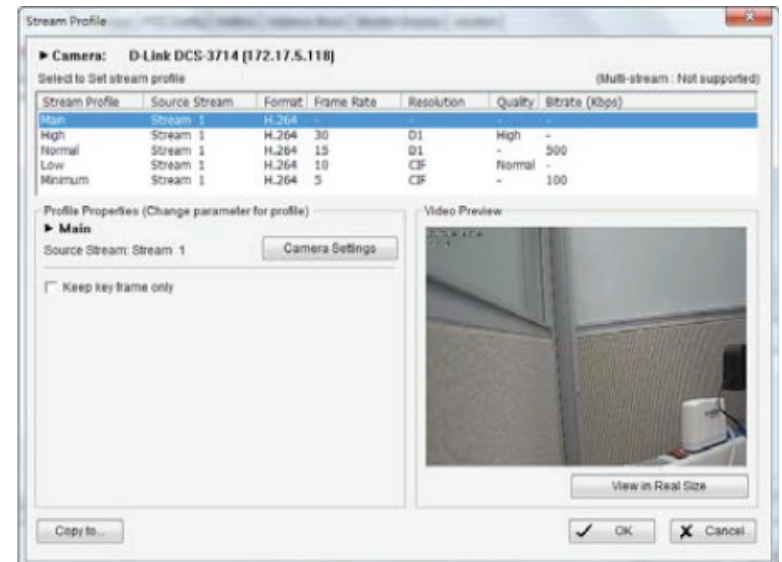 Stream Profile
Camera: D-Link DCS-3714 (172.17.5.118)
Select to Set stream profile (Multi-stream : Not supported)
Stream Profile Source Stream Format Frame Rate Resolution Quality Bitrate (Kbps)
Main Stream 1 H.264 - - - -
High Stream 1 H.264 30 D1 High -
Normal Stream 1 H.264 15 D1 - 500
Low Stream 1 H.264 10 CIF Normal -
Minimum Stream 1 H.264 5 CIF - 100
Profile Properties (Change parameter for profile) Video Preview
Main
Source Stream: Stream 1 Camera Settings
Keep key frame only
View in Real Size
Copy to... OK Cancel